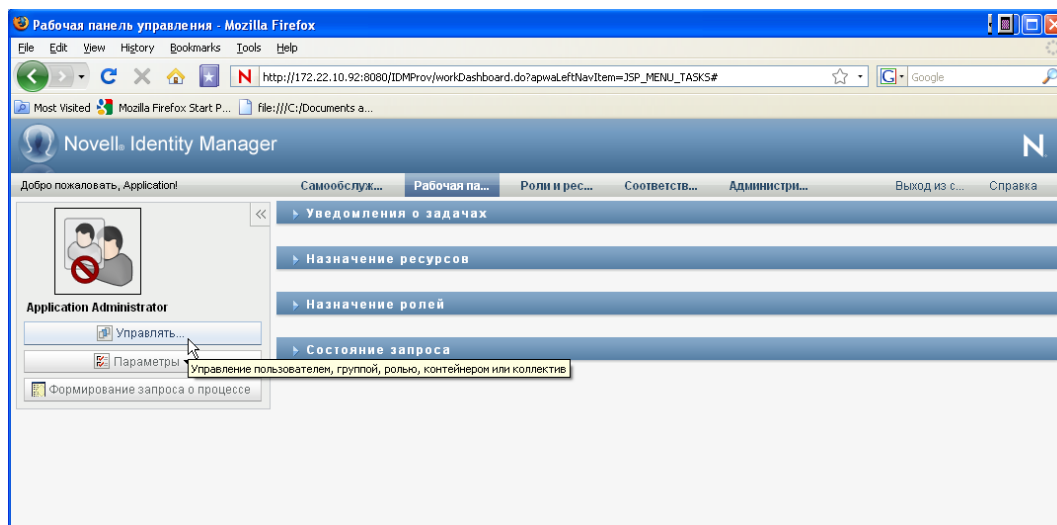 Рабочая панель управления - Mozilla Firefox
File Edit View History Bookmarks Tools Help
http://172.22.10.92:8080/IDMProv/workDashboard.do?apwaLeftNavItem=JSP_MENU_TASKS#
Google
Most Visited Mozilla Firefox Start P... file:///C:/Documents a...
Novell® Identity Manager
N
Добро пожаловать, Application!
Самообслуж... Рабочая па... Роли и рес... Соответств... Администри... Выход из с... Справка
Уведомления о задачах
Назначение ресурсов
Назначение ролей
Application Administrator
Управлять...
Состояние запроса
Параметры
Управление пользователем, группой, ролью, контейнером или коллектив
Формирование запроса о процессе